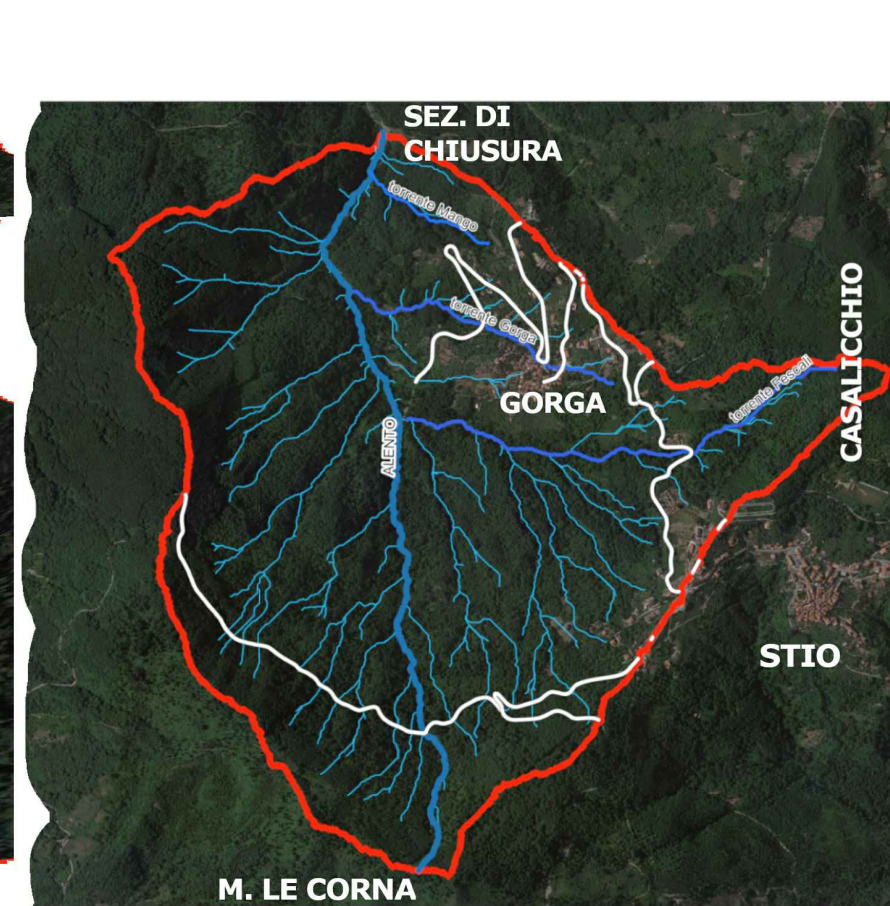 SEZ. DI
CHIUSURA
torrente Mango
torrente Gorga
GORGA
CASALICCHIO
torrente Fescali
ALENTO
STIO
M. LE CORNA